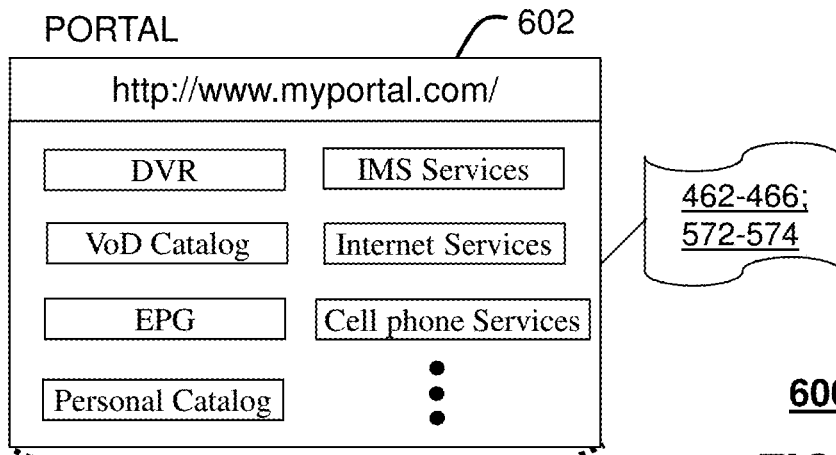 PORTAL
602
http://www.myportal.com/
DVR
IMS Services
VoD Catalog
Internet Services
EPG
Cell phone Services
Personal Catalog
462-466;
572-574